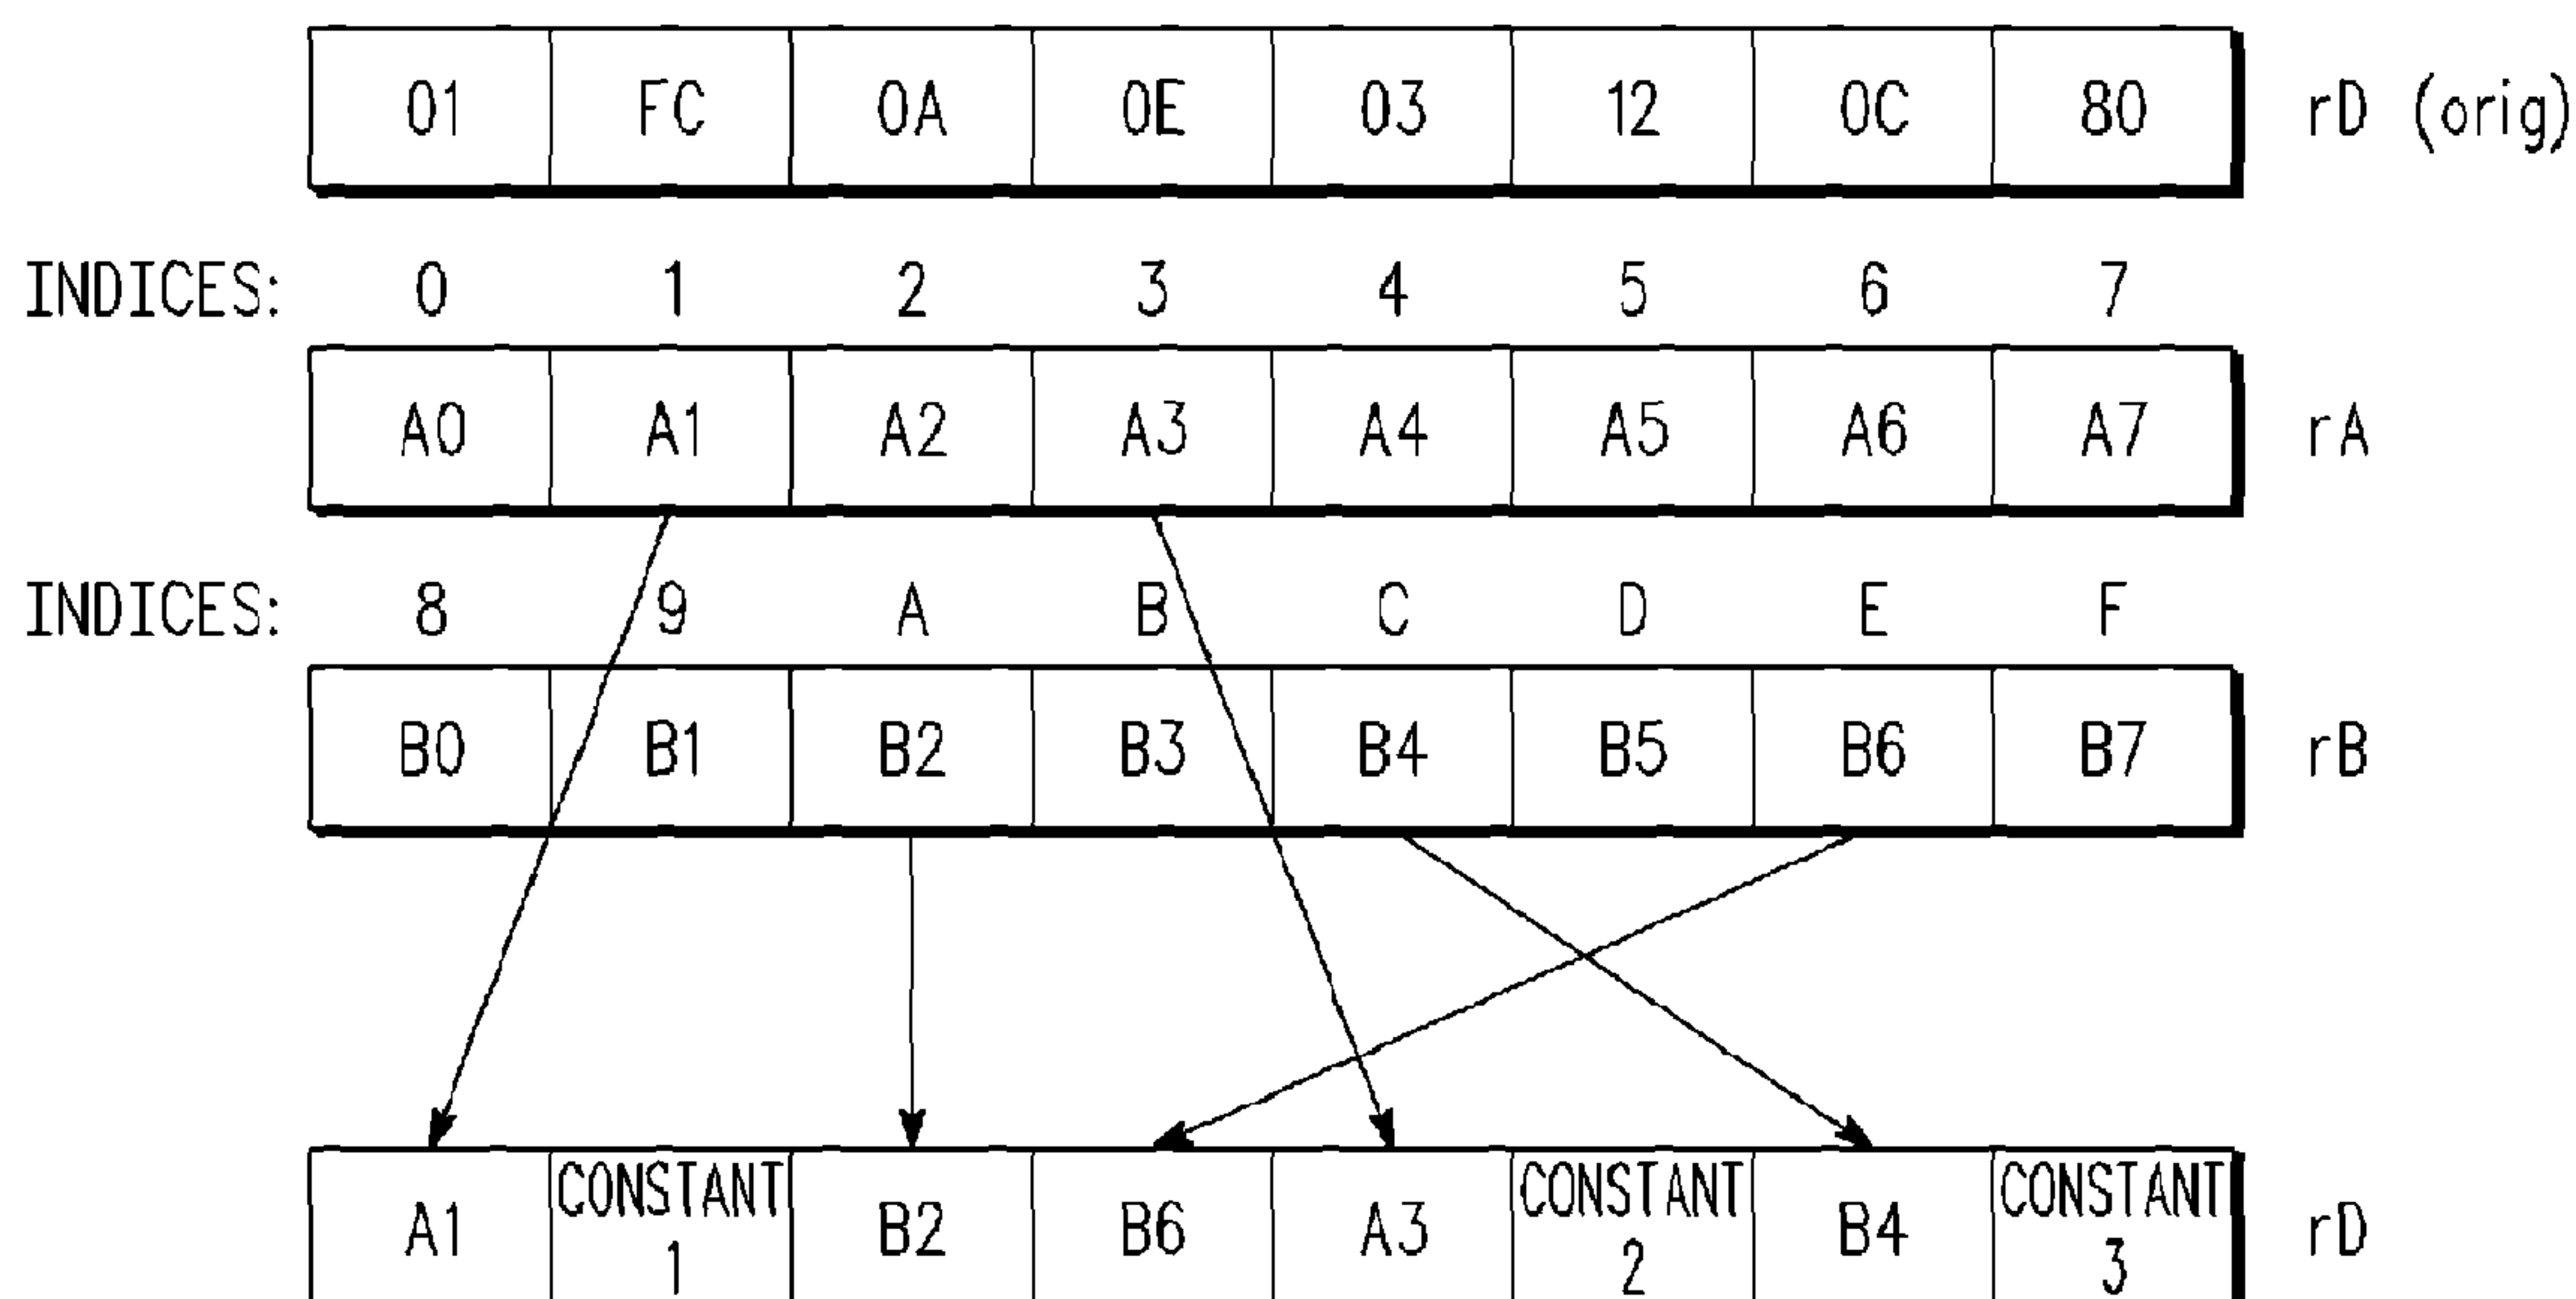 01 FC 0A 0E 03 12 0C 80 rD (orig)
INDICES: 0 1 2 3 4 5 6 7
A0 A1 A2 A3 A4 A5 A6 A7 rA
INDICES: 8 9 A B C D E F
B0 B1 B2 B3 B4 B5 B6 B7 rB
A1 CONSTANT 1 B2 B6 A3 CONSTANT 2 B4 CONSTANT 3 rD